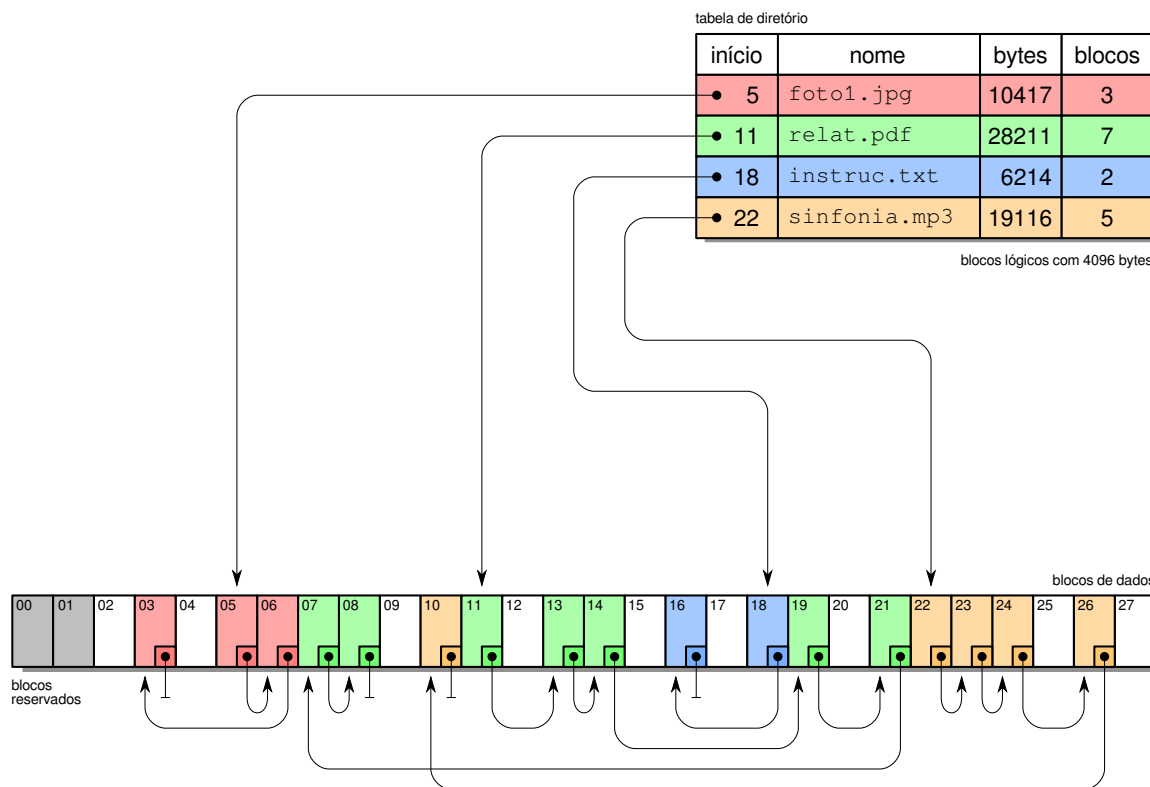 tabela de diretório
início nome bytes blocos
5 foto1.jpg 10417 3
11 relat.pdf 28211 7
18 instruc.txt 6214 2
22 sinfonia.mp3 19116 5
blocos lógicos com 4096 bytes
blocos de dados
00 01 02 03 04 05 06 07 08 09 10 11 12 13 14 15 16 17 18 19 20 21 22 23 24 25 26 27
blocos
reservados